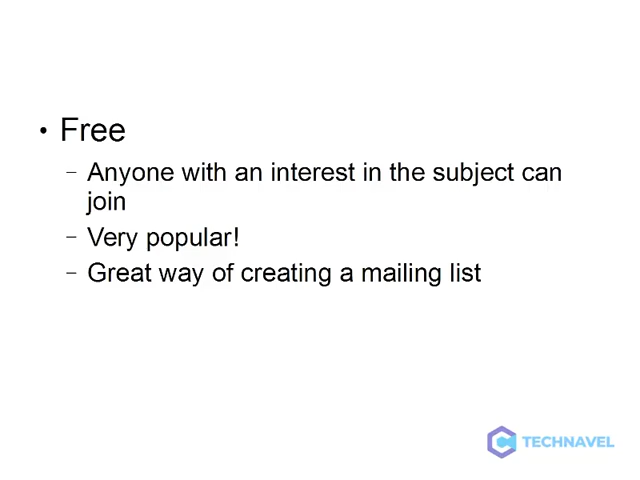 • Free
– Anyone with an interest in the subject can
join
– Very popular!
– Great way of creating a mailing list
TECHNAVEL